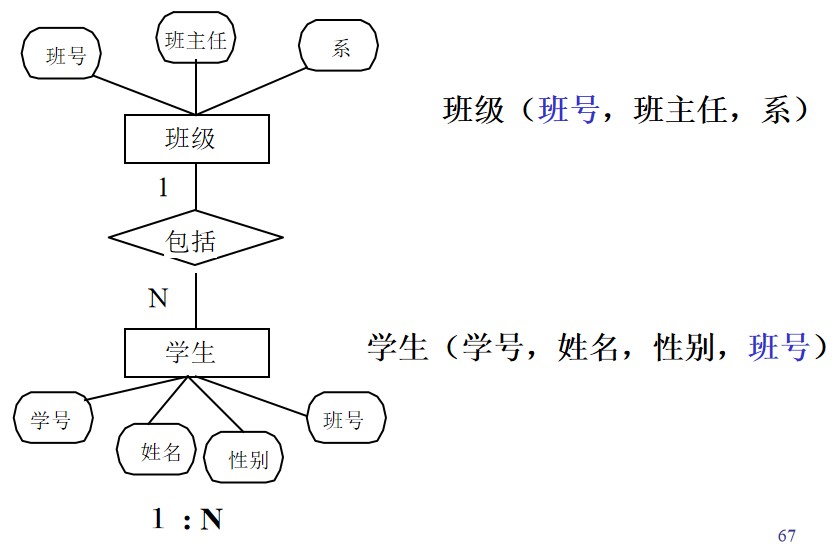 班号
班主任
系
班级（班号，班主任，系）
班级
1
包括
N
学生
学生（学号，姓名，性别，班号）
学号
姓名
性别
班号
1 : N
67